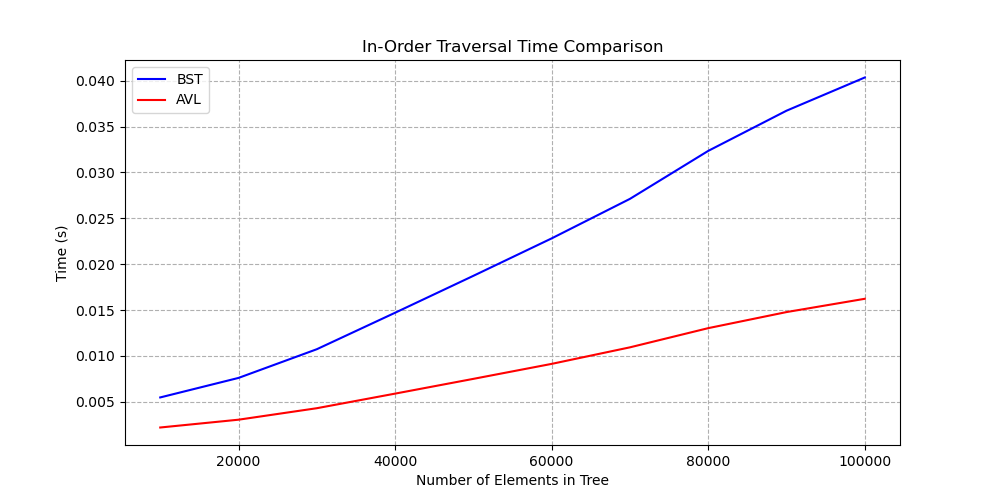 In-Order Traversal Time Comparison
BST
AVL
0.040
0.035
0.030
0.025
0.020
0.015
0.010
0.005
Time (s)
20000
40000
60000
80000
100000
Number of Elements in Tree